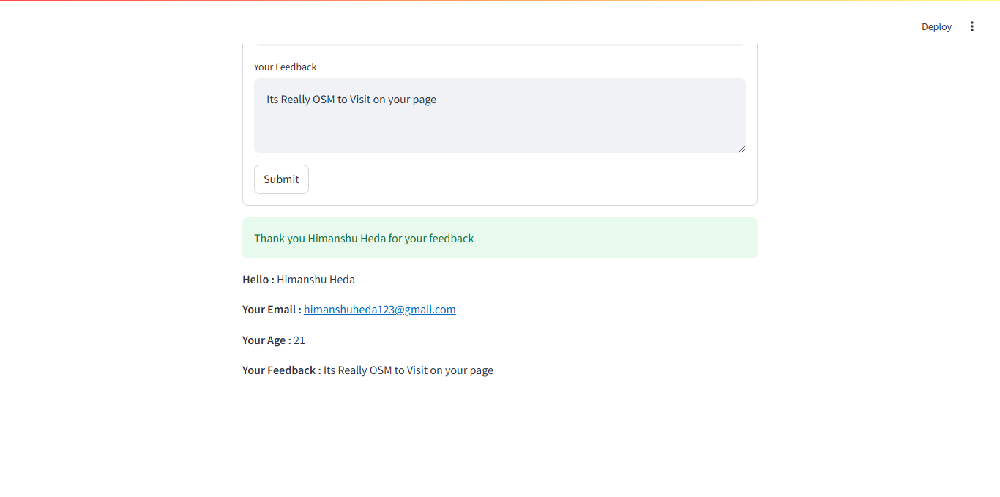 Deploy
Your Feedback
Its Really OSM to Visit on your page
Submit
Thank you Himanshu Heda for your feedback
Hello : Himanshu Heda
Your Email : himanshuheda123@gmail.com
Your Age : 21
Your Feedback : Its Really OSM to Visit on your page